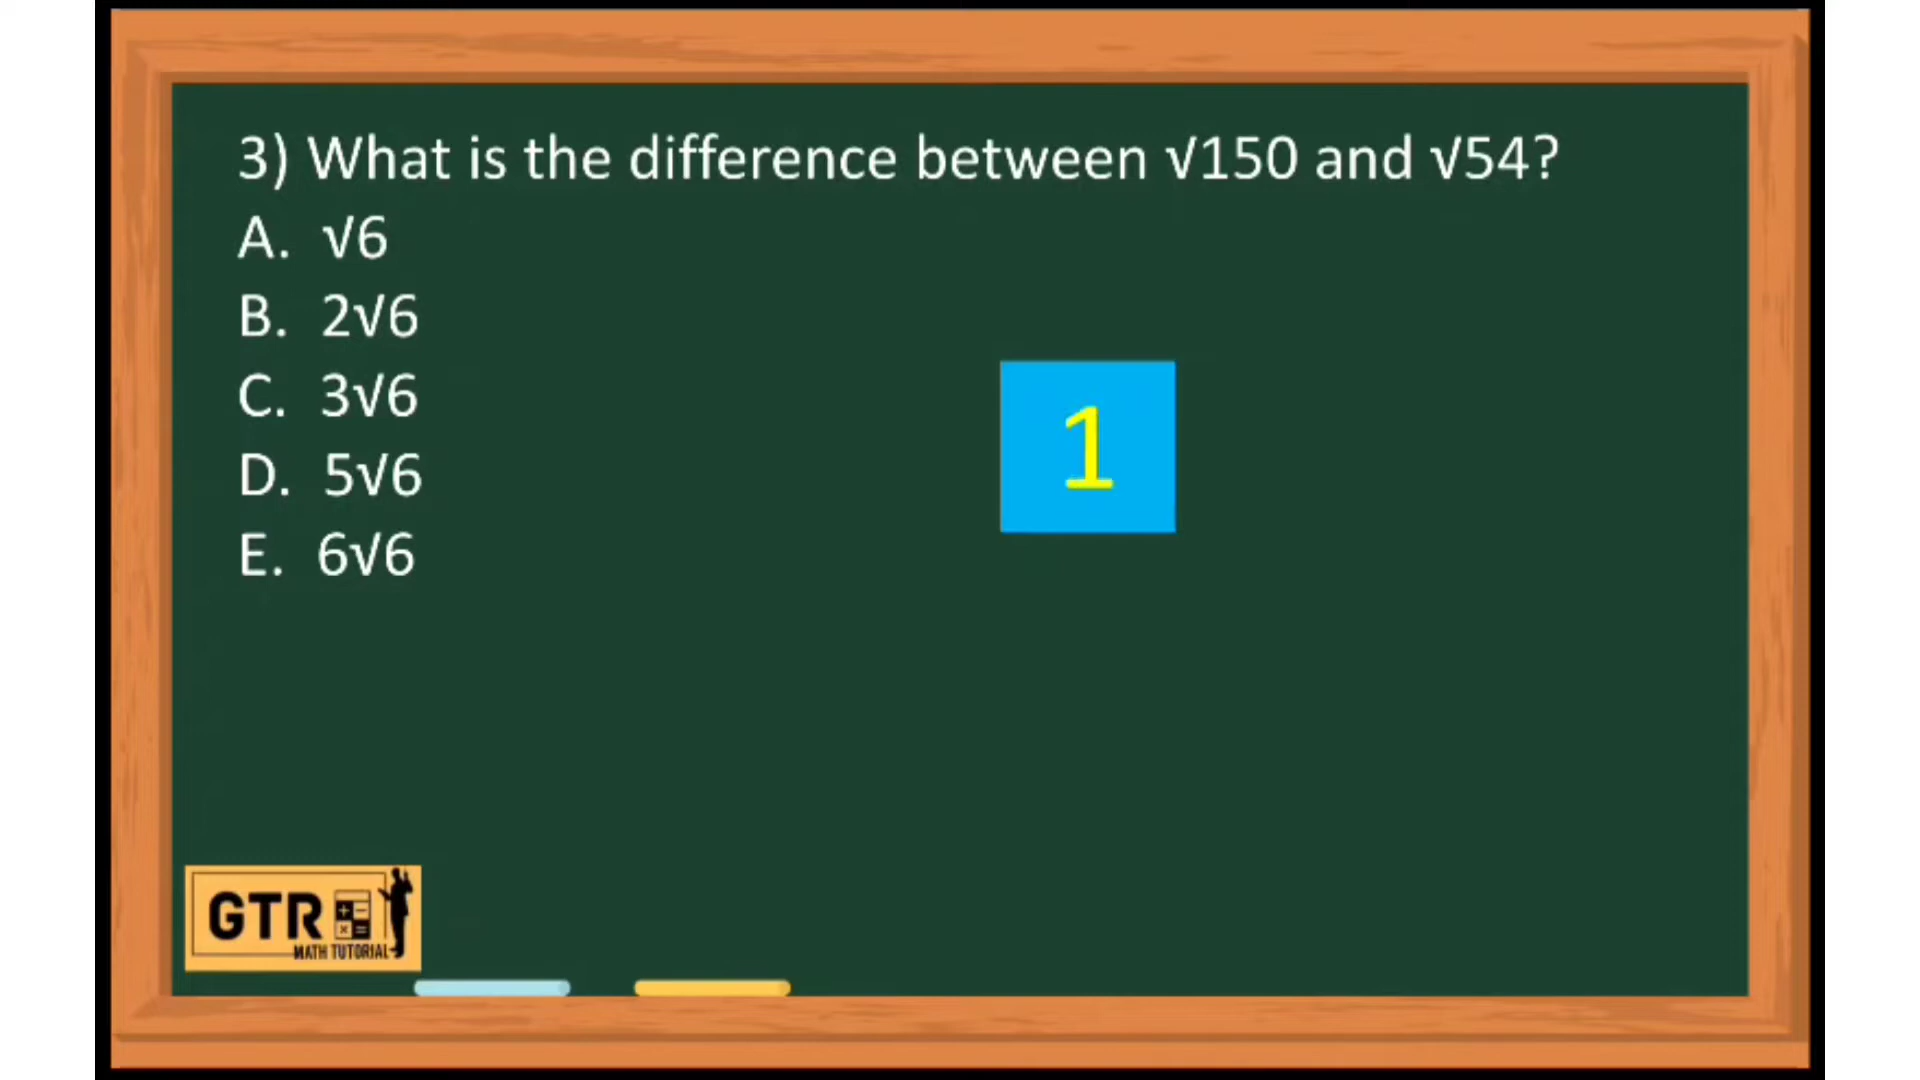 3) What is the difference between √150 and √54?
A. √6
B. 2√6
C. 3√6
D. 5√6
E. 6√6
1
GTR
MATH TUTORIAL